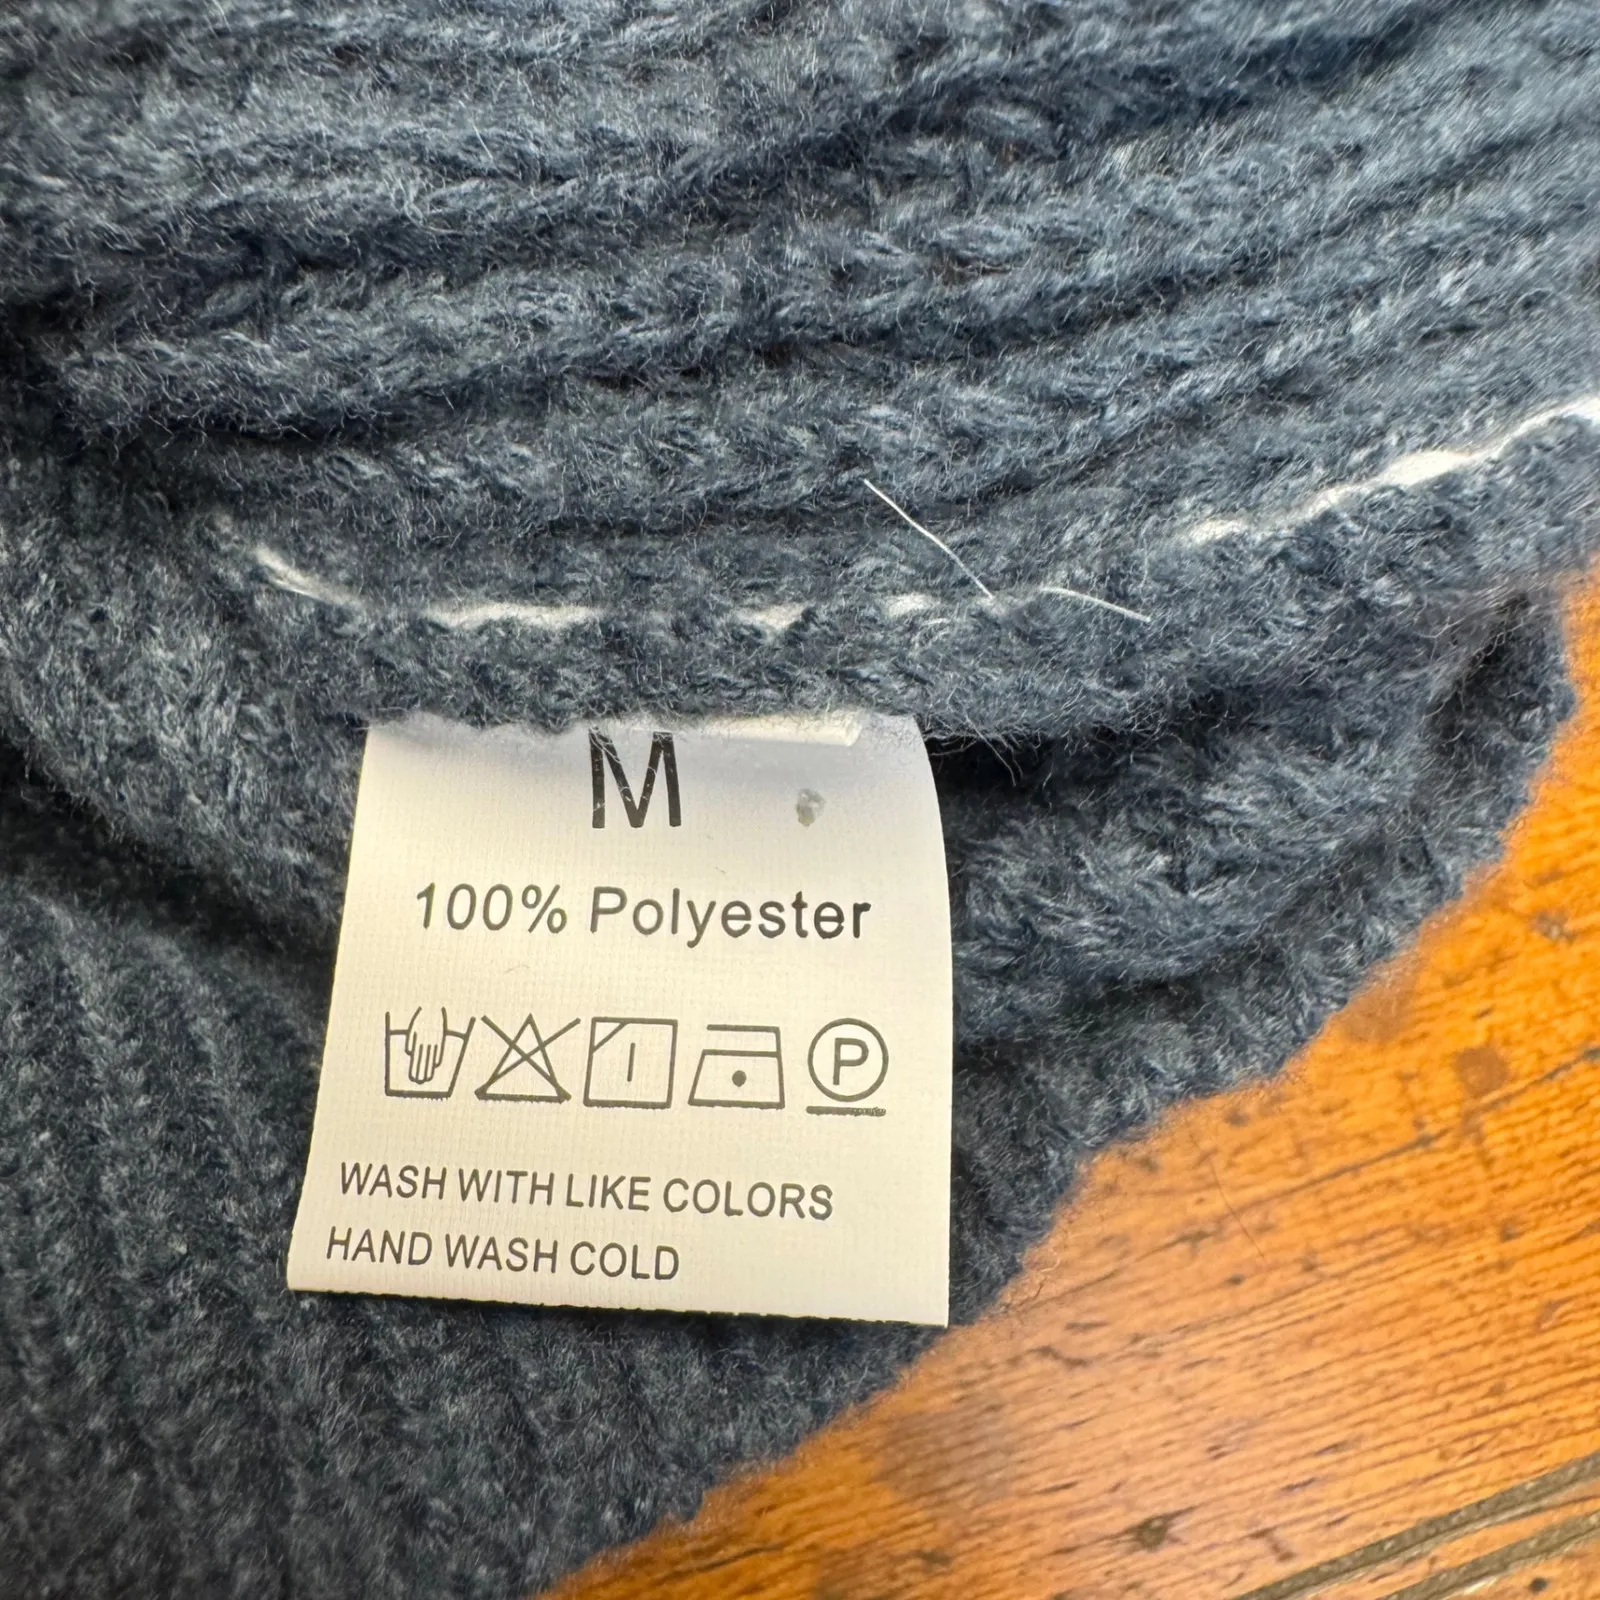 M
100% Polyester
P
WASH WITH LIKE COLORS
HAND WASH COLD